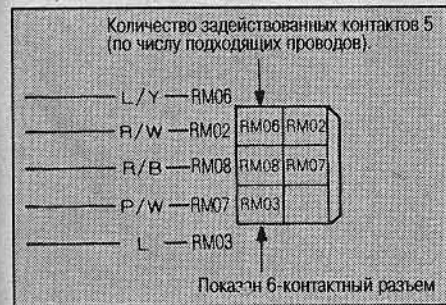 Количество задействованных контактов 5
(по числу подходящих проводов).
L/Y RM06
R/W RM02 RM06 RM02
R/B RM08 RM08 RM07
P/W RM07 RM03
L RM03
Показан 6-контактный разъем